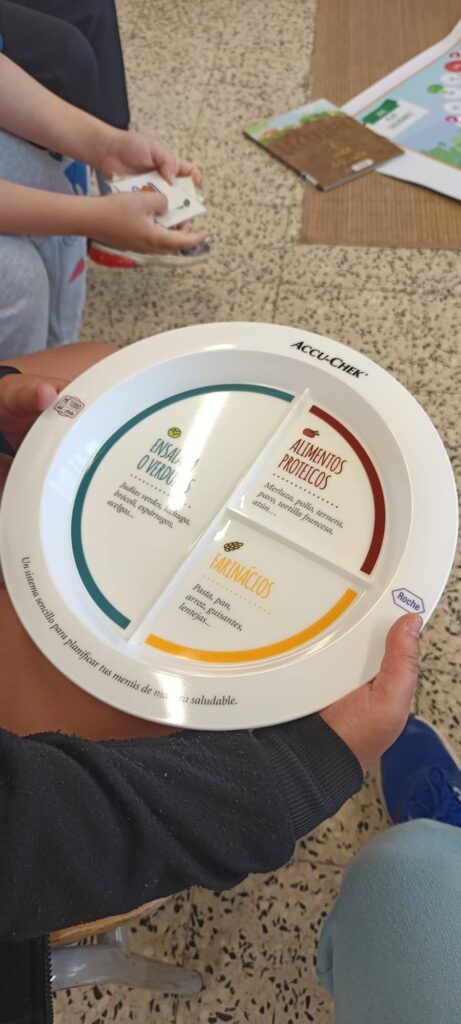 ACCU-CHEK®
ENSALADA
O VERDURAS
Judías verdes, lechuga,
brócoli, espárragos,
acelgas...
ALIMENTOS
PROTEICOS
Merluza, pollo, ternera,
pavo, tortilla francesa,
atún...
FARINÁCEOS
Pasta, pan,
arroz, guisantes,
lentejas...
Roche
Un sistema sencillo para planificar tus menús de manera saludable.